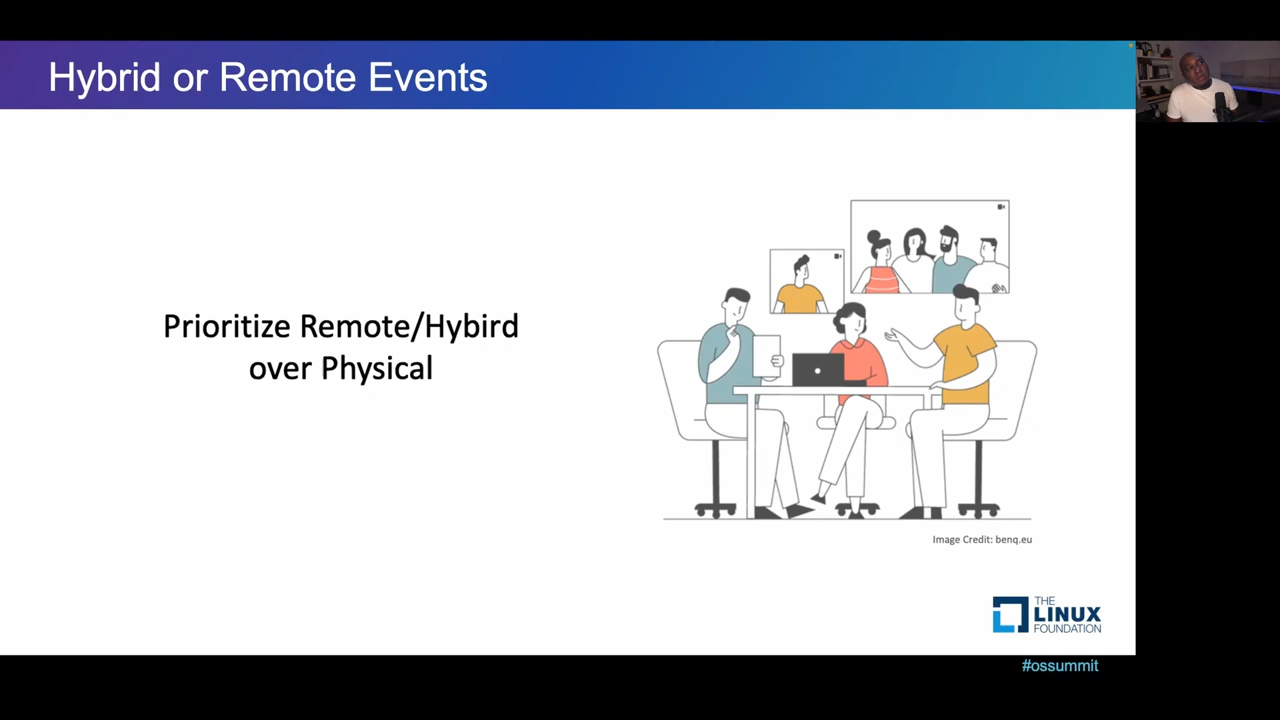 Hybrid or Remote Events
Prioritize Remote/Hybird
over Physical
Image Credit: benq.eu
THE
LINUX
FOUNDATION
#ossummit